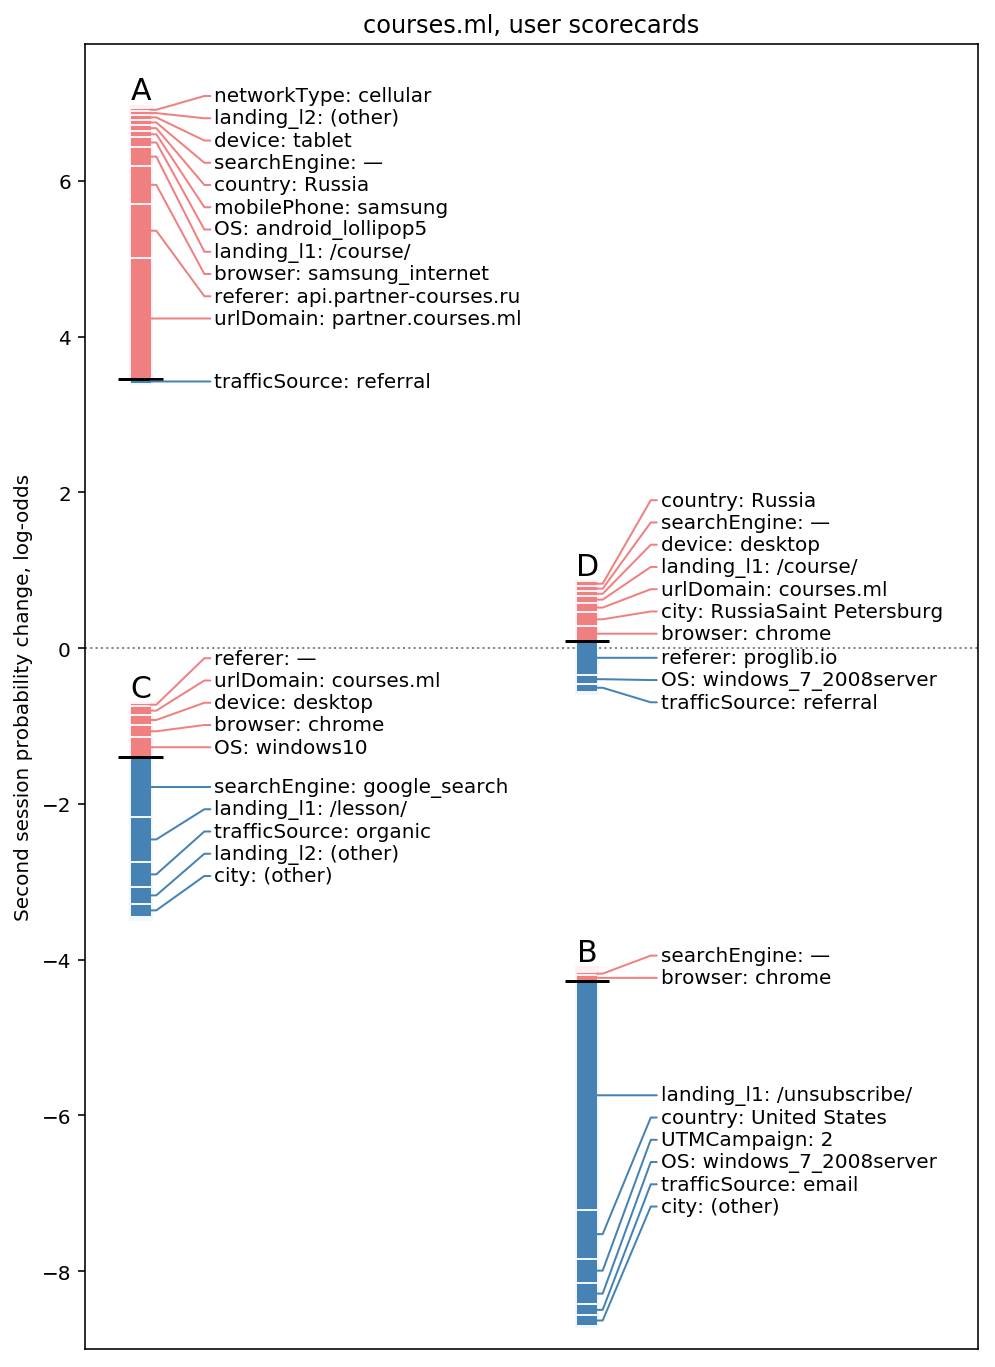 courses.ml, user scorecards
Second session probability change, log-odds
6
4
2
0
−2
−4
−6
−8
A
networkType: cellular
landing_l2: (other)
device: tablet
searchEngine: —
country: Russia
mobilePhone: samsung
OS: android_lollipop5
landing_l1: /course/
browser: samsung_internet
referer: api.partner-courses.ru
urlDomain: partner.courses.ml
trafficSource: referral
D
country: Russia
searchEngine: —
device: desktop
landing_l1: /course/
urlDomain: courses.ml
city: RussiaSaint Petersburg
browser: chrome
referer: proglib.io
OS: windows_7_2008server
trafficSource: referral
C
referer: —
urlDomain: courses.ml
device: desktop
browser: chrome
OS: windows10
searchEngine: google_search
landing_l1: /lesson/
trafficSource: organic
landing_l2: (other)
city: (other)
B
searchEngine: —
browser: chrome
landing_l1: /unsubscribe/
country: United States
UTMCampaign: 2
OS: windows_7_2008server
trafficSource: email
city: (other)